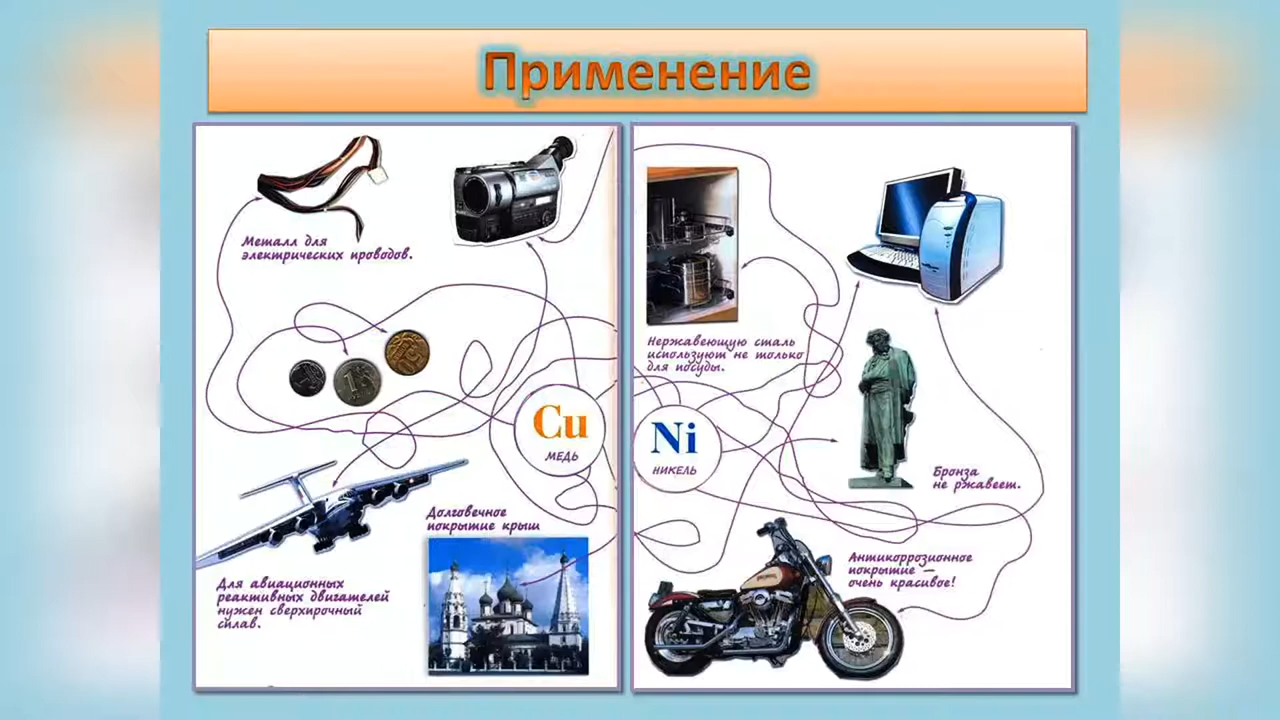 Применение
Металл для
электрических проводов.
Cu
МЕДЬ
Долговечное
покрытие крыш
Для авиационных
реактивных двигателей
нужен сверхпрочный
сплав.
Нержавеющую сталь
используют не только
для посуды.
Ni
НИКЕЛЬ
Бронза
не ржавеет.
Антикоррозионное
покрытие —
очень красивое!